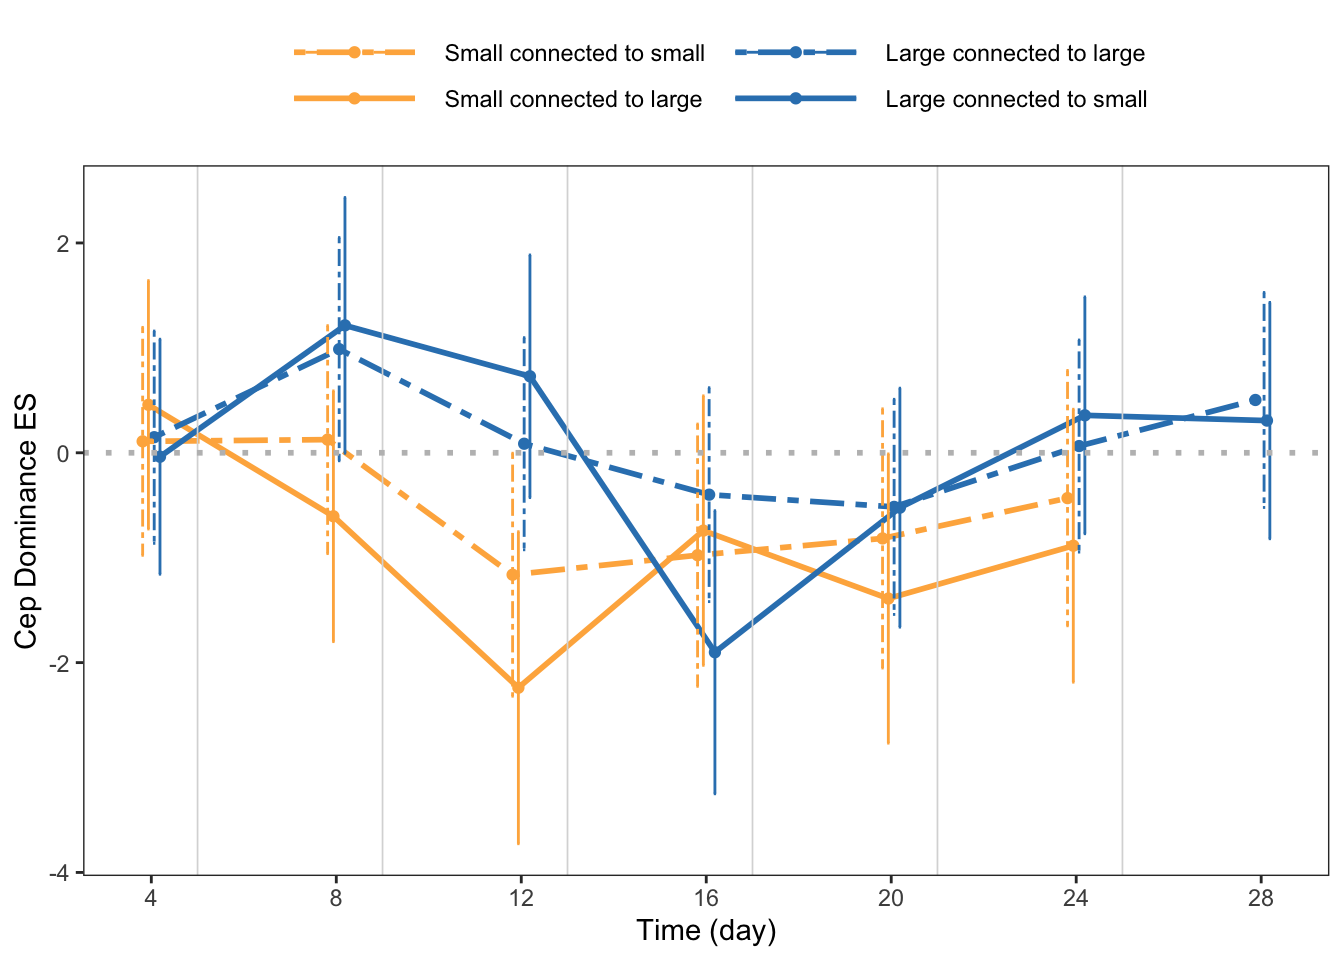 Small connected to small
Large connected to large
Small connected to large
Large connected to small
Cep Dominance ES
2
0
-2
-4
4
8
12
16
20
24
28
Time (day)